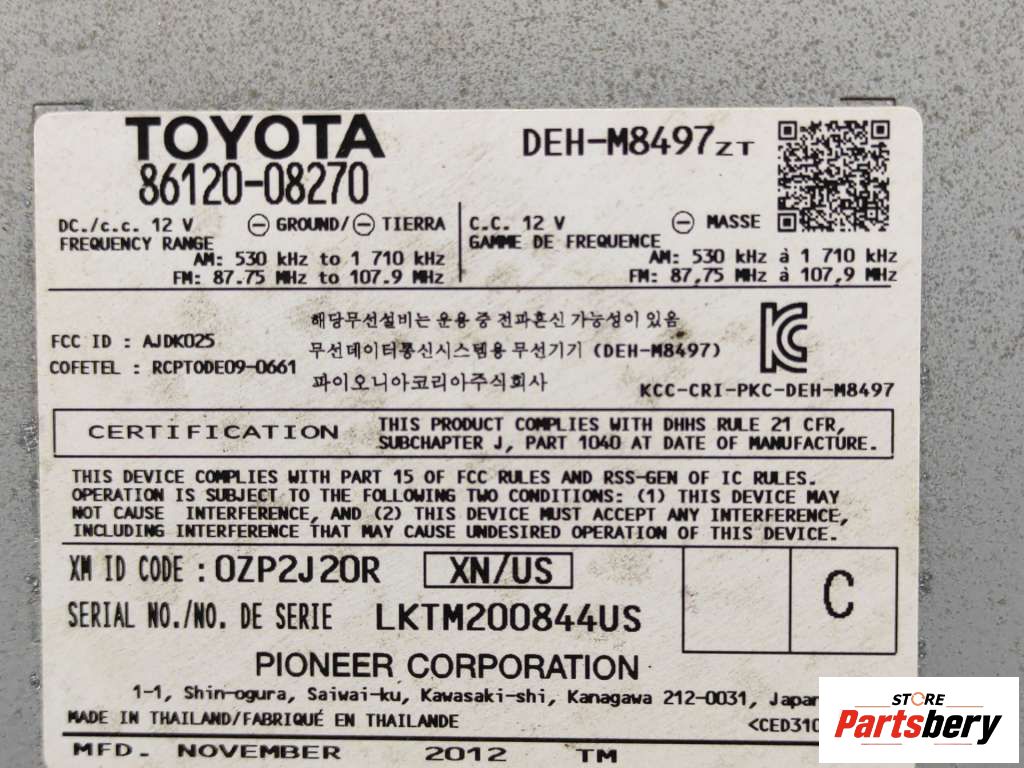 TOYOTA
86120-08270
DEH-M8497ZT
DC./c.c. 12 V ⊖ GROUND/⊖ TIERRA
FREQUENCY RANGE
AM: 530 kHz to 1 710 kHz
FM: 87.75 MHz to 107.9 MHz
C.C. 12 V ⊖ MASSE
GAMME DE FREQUENCE
AM: 530 kHz à 1 710 kHz
FM: 87,75 MHz à 107,9 MHz
FCC ID : AJDK025
COFETEL : RCPTODE09-0661
해당무선설비는 운용 중 전파혼신 가능성이 있음
무선데이터통신시스템용 무선기기 (DEH-M8497)
파이오니아코리아주식회사
KCC-CRI-PKC-DEH-M8497
CERTIFICATION
THIS PRODUCT COMPLIES WITH DHHS RULE 21 CFR,
SUBCHAPTER J, PART 1040 AT DATE OF MANUFACTURE.
THIS DEVICE COMPLIES WITH PART 15 OF FCC RULES AND RSS-GEN OF IC RULES.
OPERATION IS SUBJECT TO THE FOLLOWING TWO CONDITIONS: (1) THIS DEVICE MAY
NOT CAUSE INTERFERENCE, AND (2) THIS DEVICE MUST ACCEPT ANY INTERFERENCE,
INCLUDING INTERFERENCE THAT MAY CAUSE UNDESIRED OPERATION OF THIS DEVICE.
XM ID CODE : 0ZP2J20R XN/US
SERIAL NO./NO. DE SERIE LKTM200844US
C
PIONEER CORPORATION
1-1, Shin-ogura, Saiwai-ku, Kawasaki-shi, Kanagawa 212-0031, Japan
MADE IN THAILAND/FABRIQUÉ EN THAILANDE
<CED310
MFD. NOVEMBER 2012 TM
STORE
Partsbery